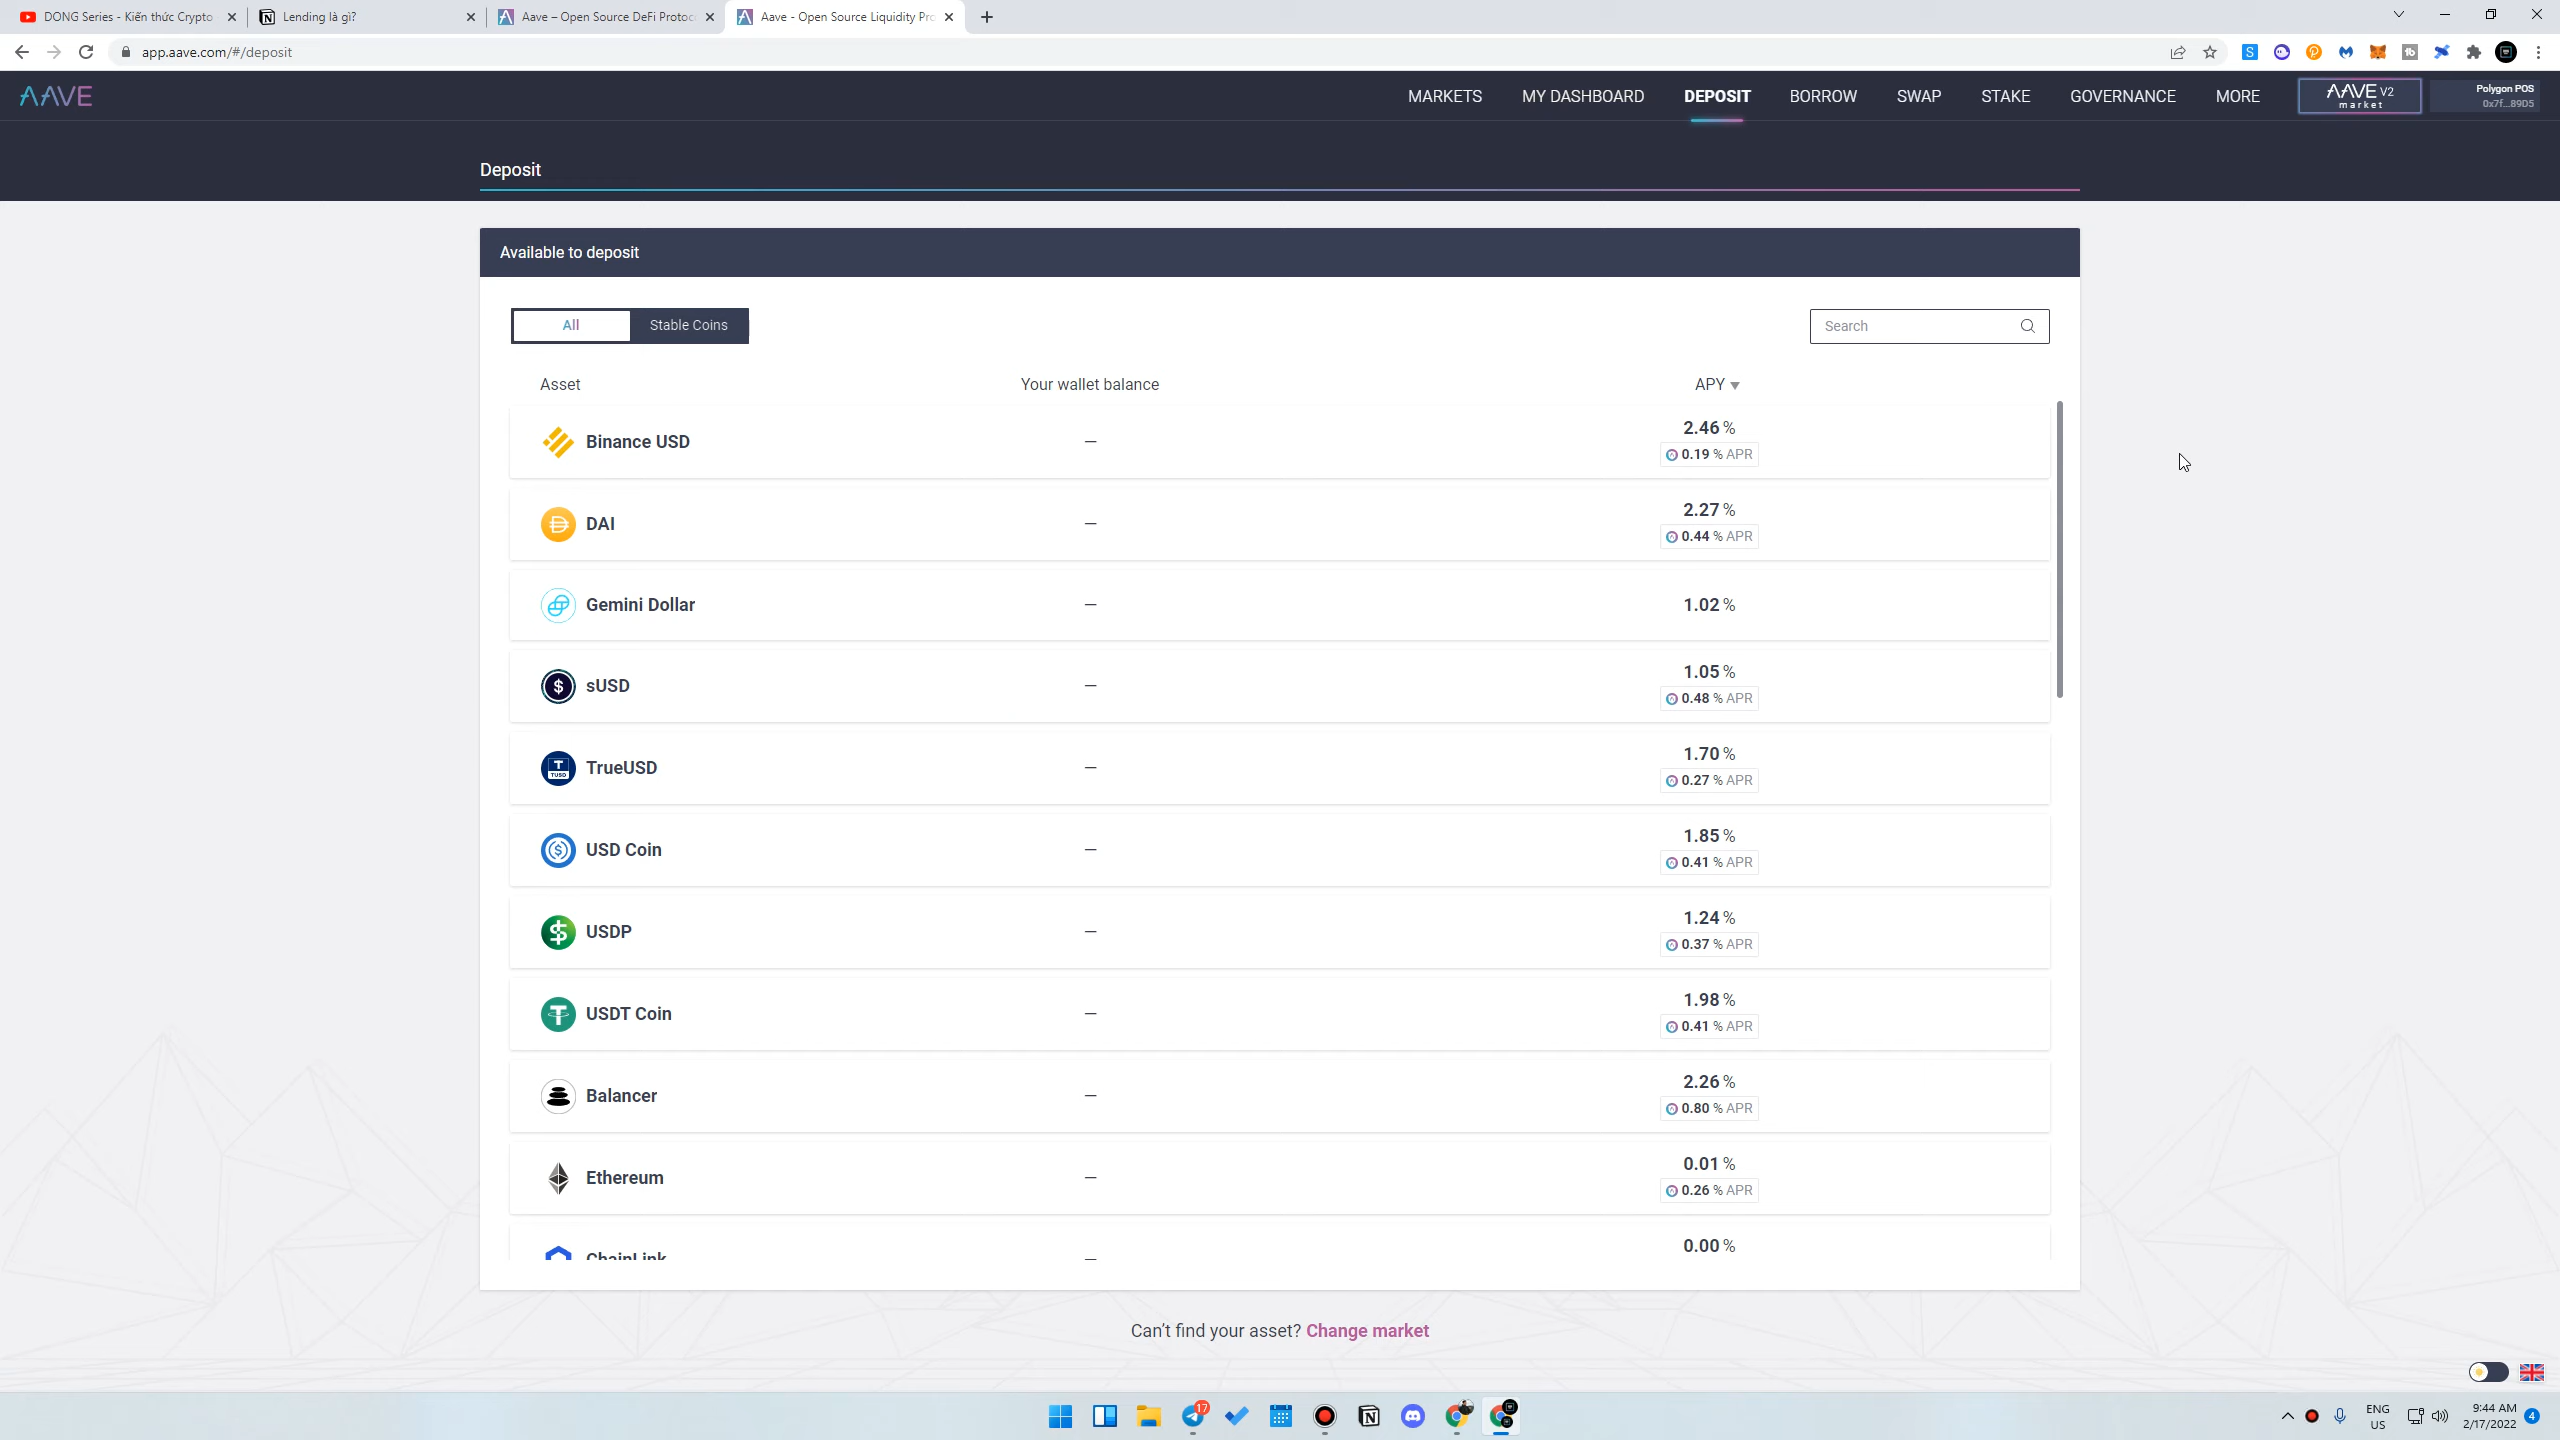 DONG Series - Kiến thức Crypto
Lending là gì?
Aave – Open Source DeFi Protoc
Aave - Open Source Liquidity Pro
app.aave.com/#/deposit
AAVE
MARKETS
MY DASHBOARD
DEPOSIT
BORROW
SWAP
STAKE
GOVERNANCE
MORE
AAVE V2
market
Polygon POS
0x7f...89D5
Deposit
Available to deposit
All
Stable Coins
Search
Asset
Your wallet balance
APY
Binance USD
—
2.46 %
0.19 % APR
DAI
—
2.27 %
0.44 % APR
Gemini Dollar
—
1.02 %
sUSD
—
1.05 %
0.48 % APR
TrueUSD
—
1.70 %
0.27 % APR
USD Coin
—
1.85 %
0.41 % APR
USDP
—
1.24 %
0.37 % APR
USDT Coin
—
1.98 %
0.41 % APR
Balancer
—
2.26 %
0.80 % APR
Ethereum
—
0.01 %
0.26 % APR
ChainLink
—
0.00 %
Can't find your asset? Change market
17
ENG
US
9:44 AM
2/17/2022
4